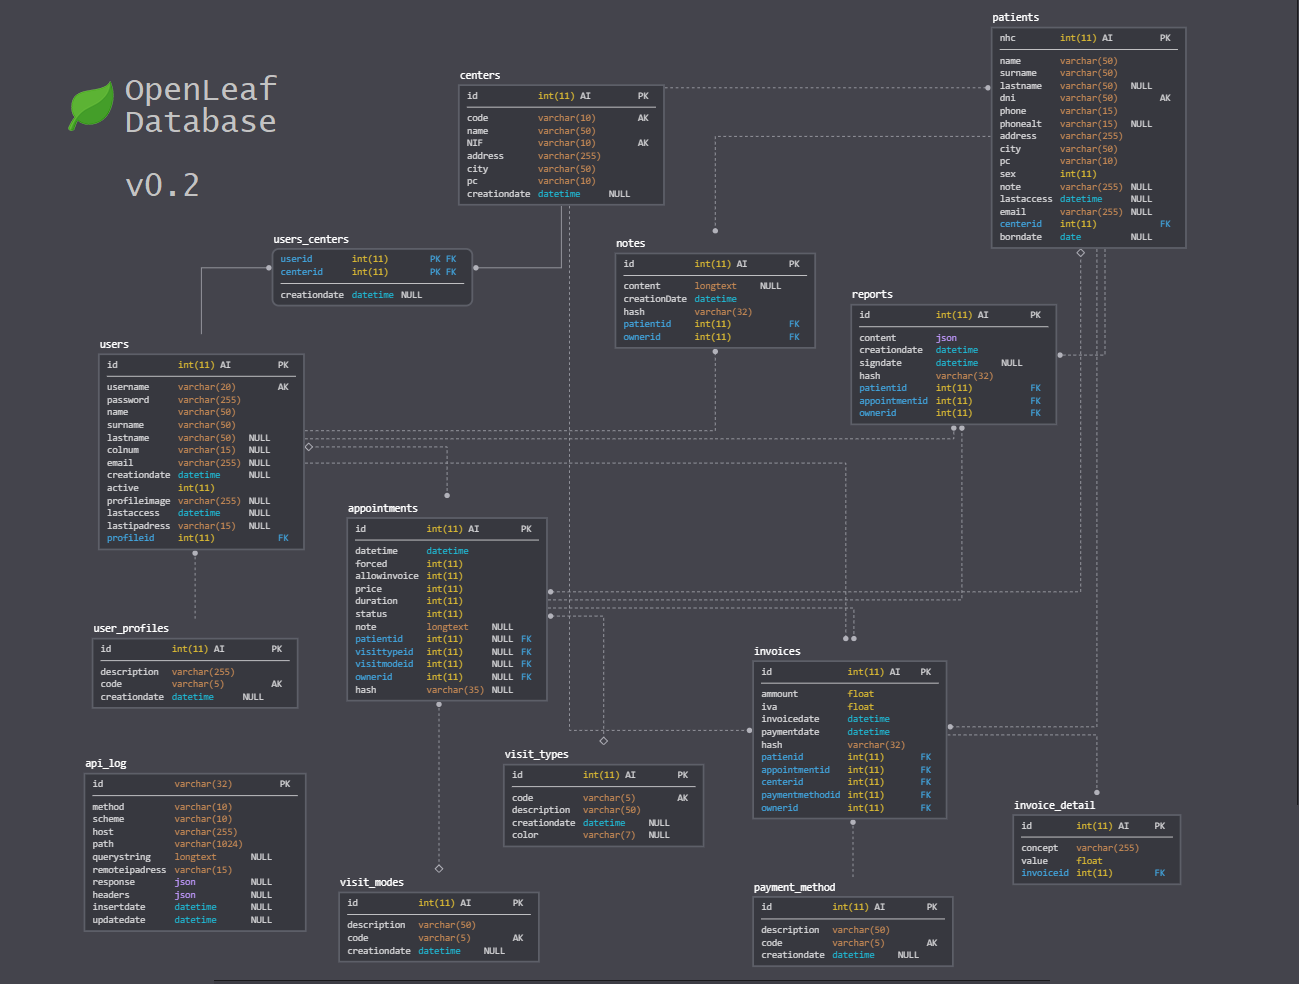 OpenLeaf
Database
v0.2
centers
id int(11) AI PK
code varchar(10) AK
name varchar(50)
NIF varchar(10) AK
address varchar(255)
city varchar(50)
pc varchar(10)
creationdate datetime NULL
patients
nhc int(11) AI PK
name varchar(50)
surname varchar(50)
lastname varchar(50) NULL
dni varchar(50) AK
phone varchar(15)
phonealt varchar(15) NULL
address varchar(255)
city varchar(50)
pc varchar(10)
sex int(11)
note varchar(255) NULL
lastaccess datetime NULL
email varchar(255) NULL
centerid int(11) FK
borndate date NULL
users_centers
userid int(11) PK FK
centerid int(11) PK FK
creationdate datetime NULL
notes
id int(11) AI PK
content longtext NULL
creationDate datetime
hash varchar(32)
patientid int(11) FK
ownerid int(11) FK
reports
id int(11) AI PK
content json
creationdate datetime
signdate datetime NULL
hash varchar(32)
patientid int(11) FK
appointmentid int(11) FK
ownerid int(11) FK
users
id int(11) AI PK
username varchar(20) AK
password varchar(255)
name varchar(50)
surname varchar(50)
lastname varchar(50) NULL
colnum varchar(15) NULL
email varchar(255) NULL
creationdate datetime NULL
active int(11)
profileimage varchar(255) NULL
lastaccess datetime NULL
lastipadress varchar(15) NULL
profileid int(11) FK
appointments
id int(11) AI PK
datetime datetime
forced int(11)
allowinvoice int(11)
price int(11)
duration int(11)
status int(11)
note longtext NULL
patientid int(11) NULL FK
visittypeid int(11) NULL FK
visitmodeid int(11) NULL FK
ownerid int(11) NULL FK
hash varchar(35) NULL
user_profiles
id int(11) AI PK
description varchar(255)
code varchar(5) AK
creationdate datetime NULL
invoices
id int(11) AI PK
ammount float
iva float
invoicedate datetime
paymentdate datetime
hash varchar(32)
patienid int(11) FK
appointmentid int(11) FK
centerid int(11) FK
paymentmethodid int(11) FK
ownerid int(11) FK
api_log
id varchar(32) PK
method varchar(10)
scheme varchar(10)
host varchar(255)
path varchar(1024)
querystring longtext NULL
remoteipadress varchar(15)
response json NULL
headers json NULL
insertdate datetime NULL
updatedate datetime NULL
visit_types
id int(11) AI PK
code varchar(5) AK
description varchar(50)
creationdate datetime NULL
color varchar(7) NULL
invoice_detail
id int(11) AI PK
concept varchar(255)
value float
invoiceid int(11) FK
visit_modes
id int(11) AI PK
description varchar(50)
code varchar(5) AK
creationdate datetime NULL
payment_method
id int(11) AI PK
description varchar(50)
code varchar(5) AK
creationdate datetime NULL